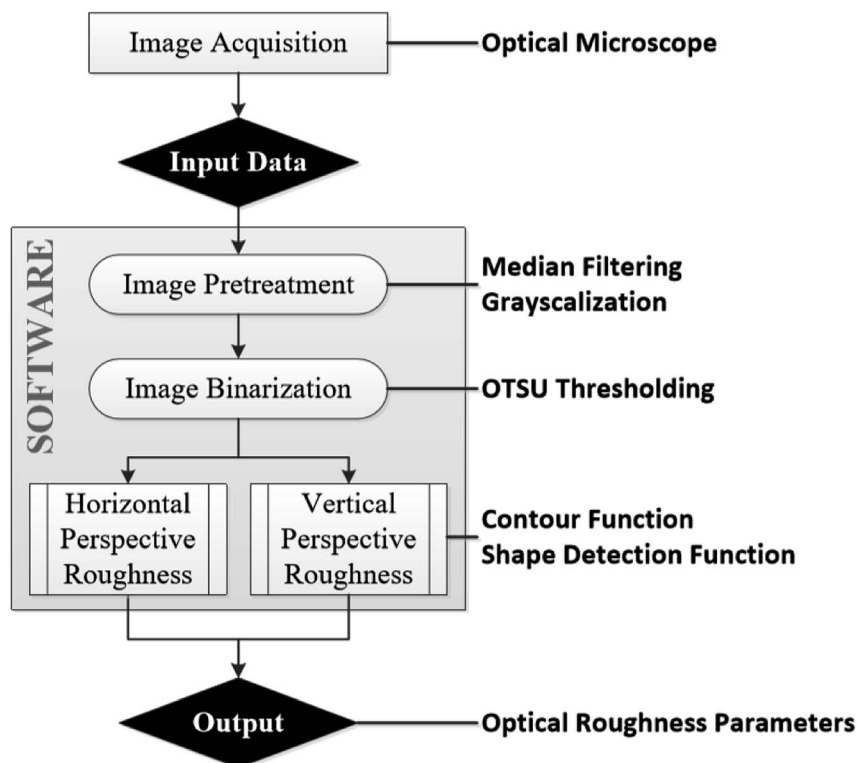 Image Acquisition
Optical Microscope
Input Data
SOFTWARE
Image Pretreatment
Median Filtering
Grayscalization
Image Binarization
OTSU Thresholding
Horizontal
Perspective
Roughness
Vertical
Perspective
Roughness
Contour Function
Shape Detection Function
Output
Optical Roughness Parameters